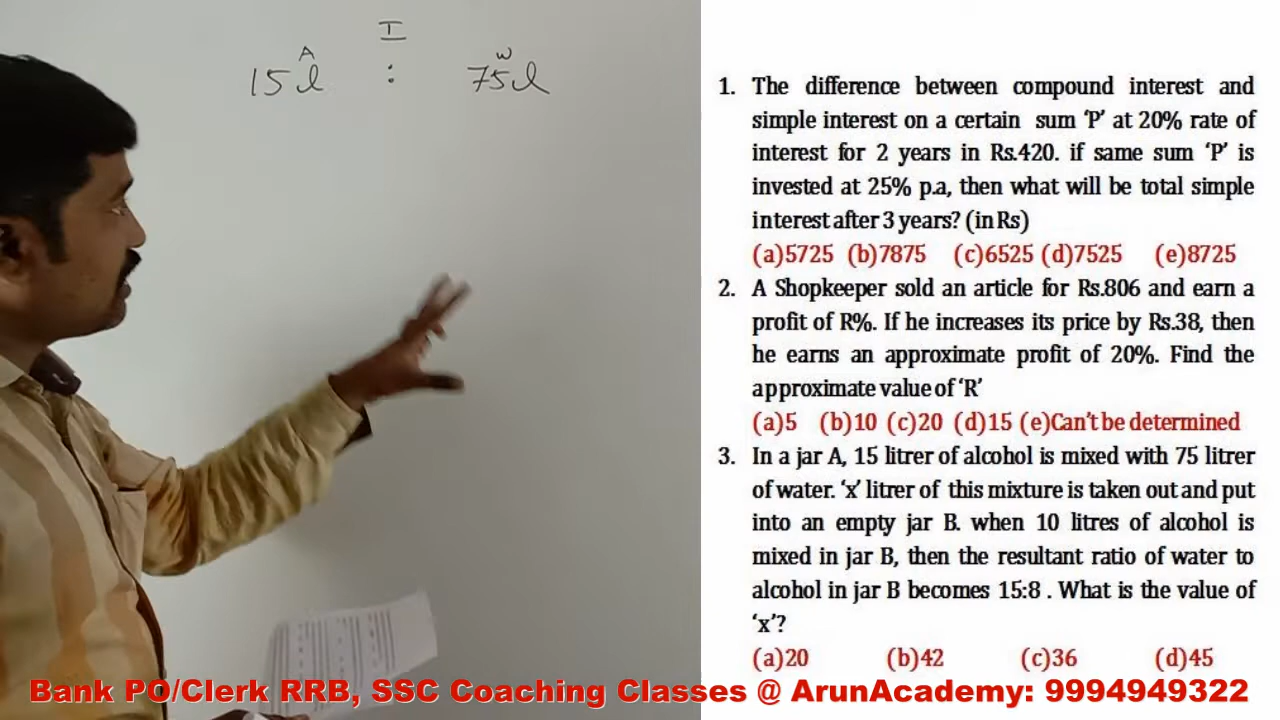 I
A W
15 l : 75 l
1. The difference between compound interest and
simple interest on a certain sum ‘P’ at 20% rate of
interest for 2 years in Rs.420. if same sum ‘P’ is
invested at 25% p.a, then what will be total simple
interest after 3 years? (in Rs)
(a)5725 (b)7875 (c)6525 (d)7525 (e)8725
2. A Shopkeeper sold an article for Rs.806 and earn a
profit of R%. If he increases its price by Rs.38, then
he earns an approximate profit of 20%. Find the
approximate value of ‘R’
(a)5 (b)10 (c)20 (d)15 (e)Can’t be determined
3. In a jar A, 15 litrer of alcohol is mixed with 75 litrer
of water. ‘x’ litrer of this mixture is taken out and put
into an empty jar B. when 10 litres of alcohol is
mixed in jar B, then the resultant ratio of water to
alcohol in jar B becomes 15:8 . What is the value of
‘x’?
(a)20 (b)42 (c)36 (d)45
Bank PO/Clerk RRB, SSC Coaching Classes @ ArunAcademy: 9994949322